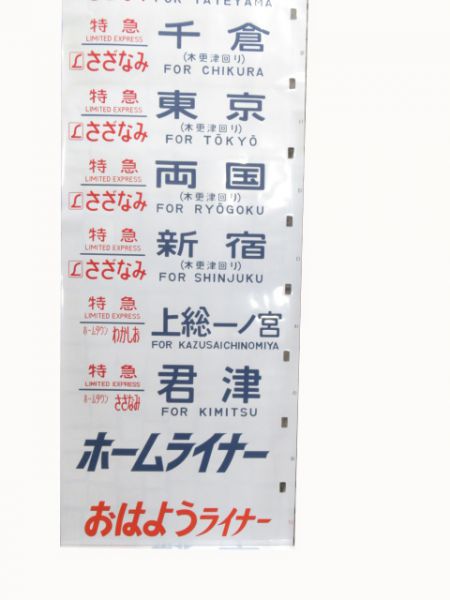 FOR TATEYAMA
特急 千倉
LIMITED EXPRESS (木更津回り)
L さざなみ FOR CHIKURA
特急 東京
LIMITED EXPRESS (木更津回り)
L さざなみ FOR TŌKYŌ
特急 両国
LIMITED EXPRESS (木更津回り)
L さざなみ FOR RYŌGOKU
特急 新宿
LIMITED EXPRESS (木更津回り)
L さざなみ FOR SHINJUKU
特急 上総一ノ宮
LIMITED EXPRESS
ホームタウン わかしお FOR KAZUSAICHINOMIYA
特急 君津
LIMITED EXPRESS
ホームタウン さざなみ FOR KIMITSU
ホームライナー
おはようライナー